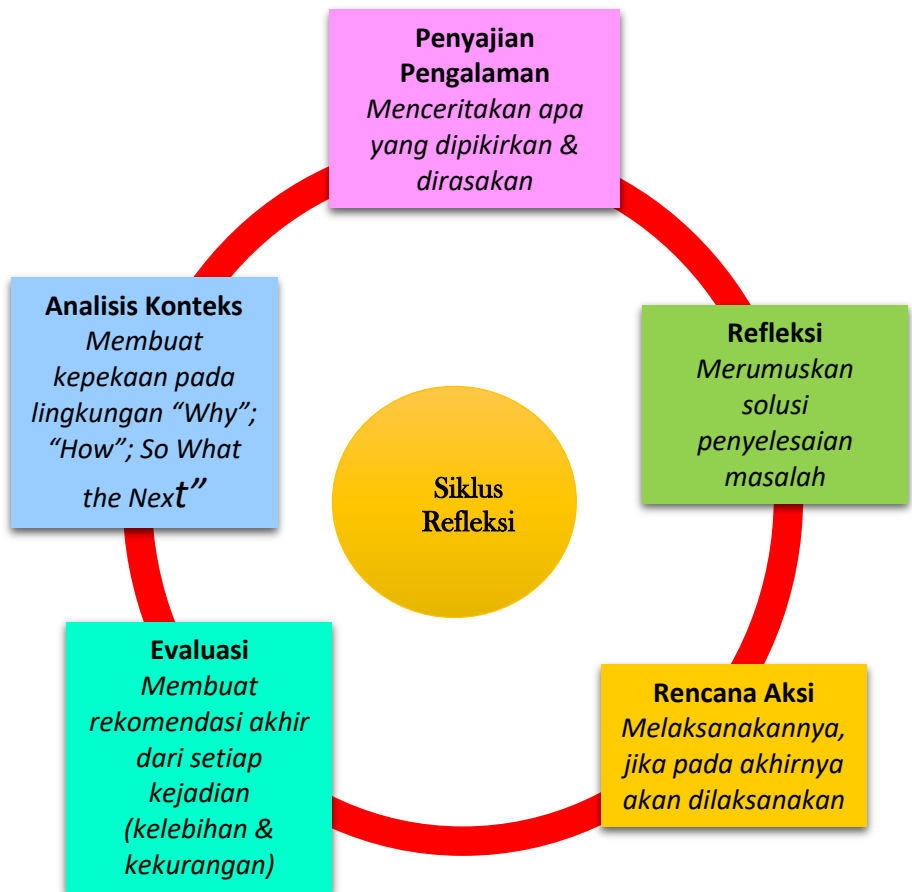 Penyajian
Pengalaman
Menceritakan apa
yang dipikirkan &
dirasakan
Analisis Konteks
Membuat
kepekaan pada
lingkungan “Why”;
“How”; So What
the Next”
Refleksi
Merumuskan
solusi
penyelesaian
masalah
Siklus
Refleksi
Evaluasi
Membuat
rekomendasi akhir
dari setiap
kejadian
(kelebihan &
kekurangan)
Rencana Aksi
Melaksanakannya,
jika pada akhirnya
akan dilaksanakan